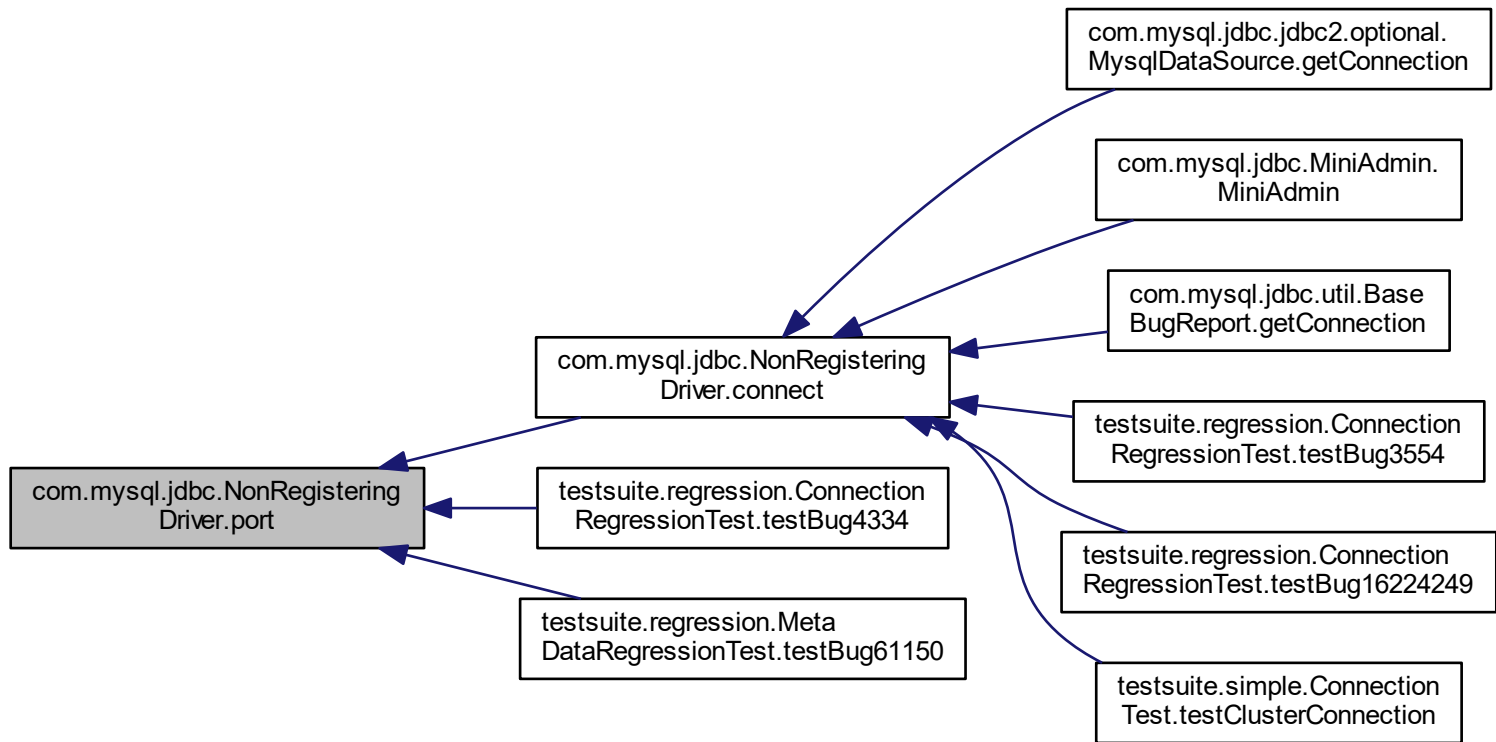 com.mysql.jdbc.jdbc2.optional.
MysqlDataSource.getConnection
com.mysql.jdbc.MiniAdmin.
MiniAdmin
com.mysql.jdbc.util.Base
BugReport.getConnection
com.mysql.jdbc.NonRegistering
Driver.connect
testsuite.regression.Connection
RegressionTest.testBug3554
com.mysql.jdbc.NonRegistering
Driver.port
testsuite.regression.Connection
RegressionTest.testBug4334
testsuite.regression.Connection
RegressionTest.testBug16224249
testsuite.regression.Meta
DataRegressionTest.testBug61150
testsuite.simple.Connection
Test.testClusterConnection